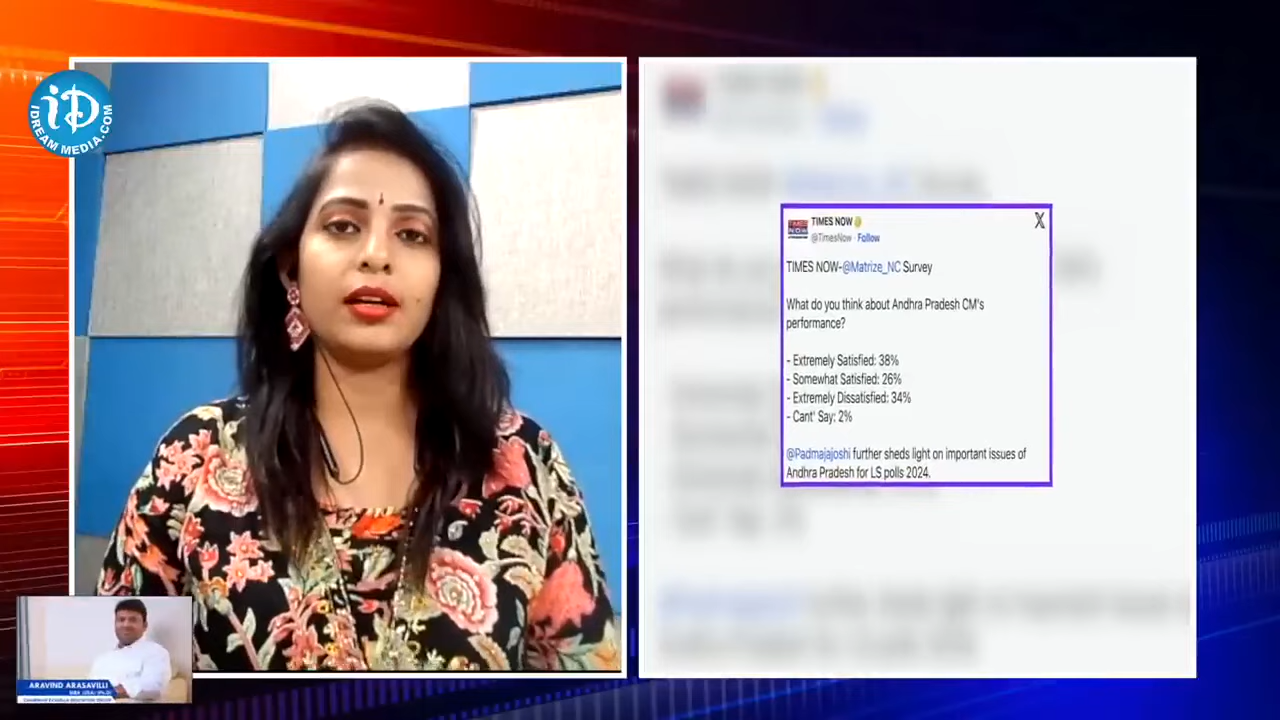 iD
IDREAM MEDIA.COM
TIMES NOW
@TimesNow · Follow
X
TIMES NOW-@Matrize_NC Survey
What do you think about Andhra Pradesh CM's
performance?
- Extremely Satisfied: 38%
- Somewhat Satisfied: 26%
- Extremely Dissatisfied: 34%
- Cant' Say: 2%
@Padmajajoshi further sheds light on important issues of
Andhra Pradesh for LS polls 2024.
ARAVIND ARASAVILLI